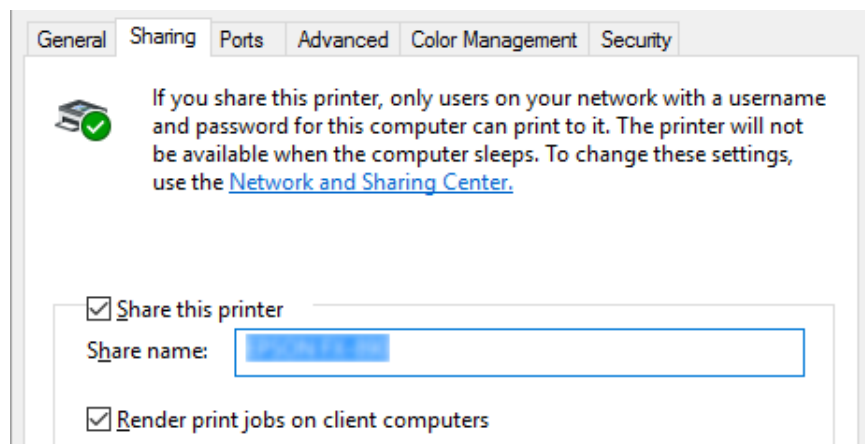 General Sharing Ports Advanced Color Management Security
If you share this printer, only users on your network with a username
and password for this computer can print to it. The printer will not
be available when the computer sleeps. To change these settings,
use the Network and Sharing Center.
Share this printer
Share name:
Render print jobs on client computers